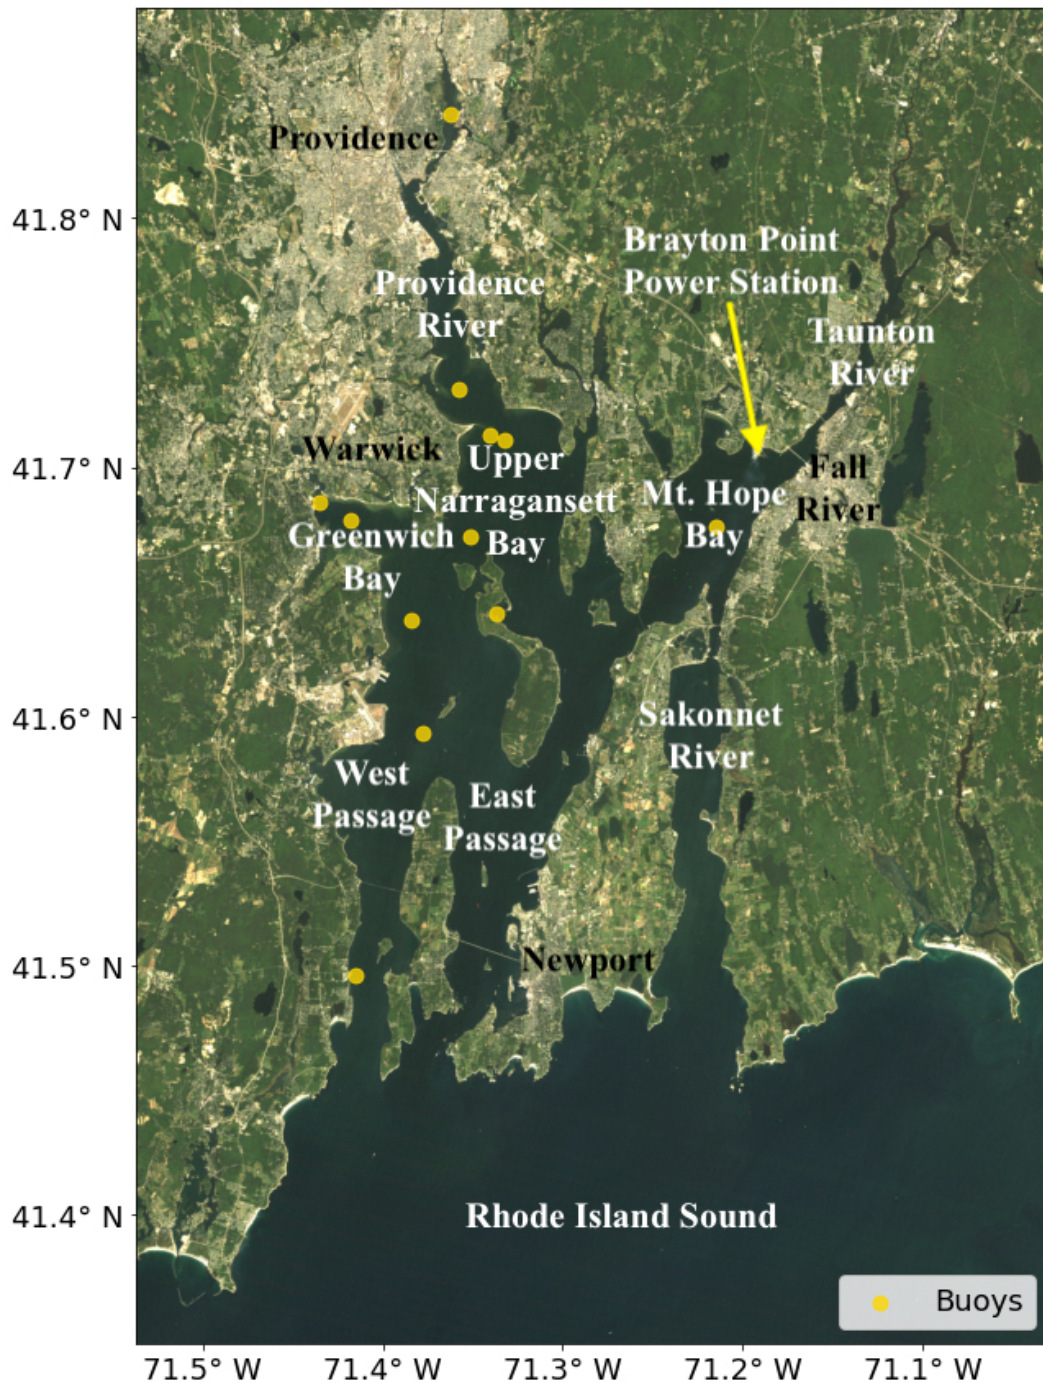 Providence
41.8° N
Brayton Point
Power Station
Providence
River
Taunton
River
Warwick
41.7° N
Upper
Narragansett
Bay
Fall
River
Mt. Hope
Bay
Greenwich
Bay
41.6° N
Sakonnet
River
West
Passage
East
Passage
41.5° N
Newport
41.4° N
Rhode Island Sound
Buoys
71.5° W
71.4° W
71.3° W
71.2° W
71.1° W